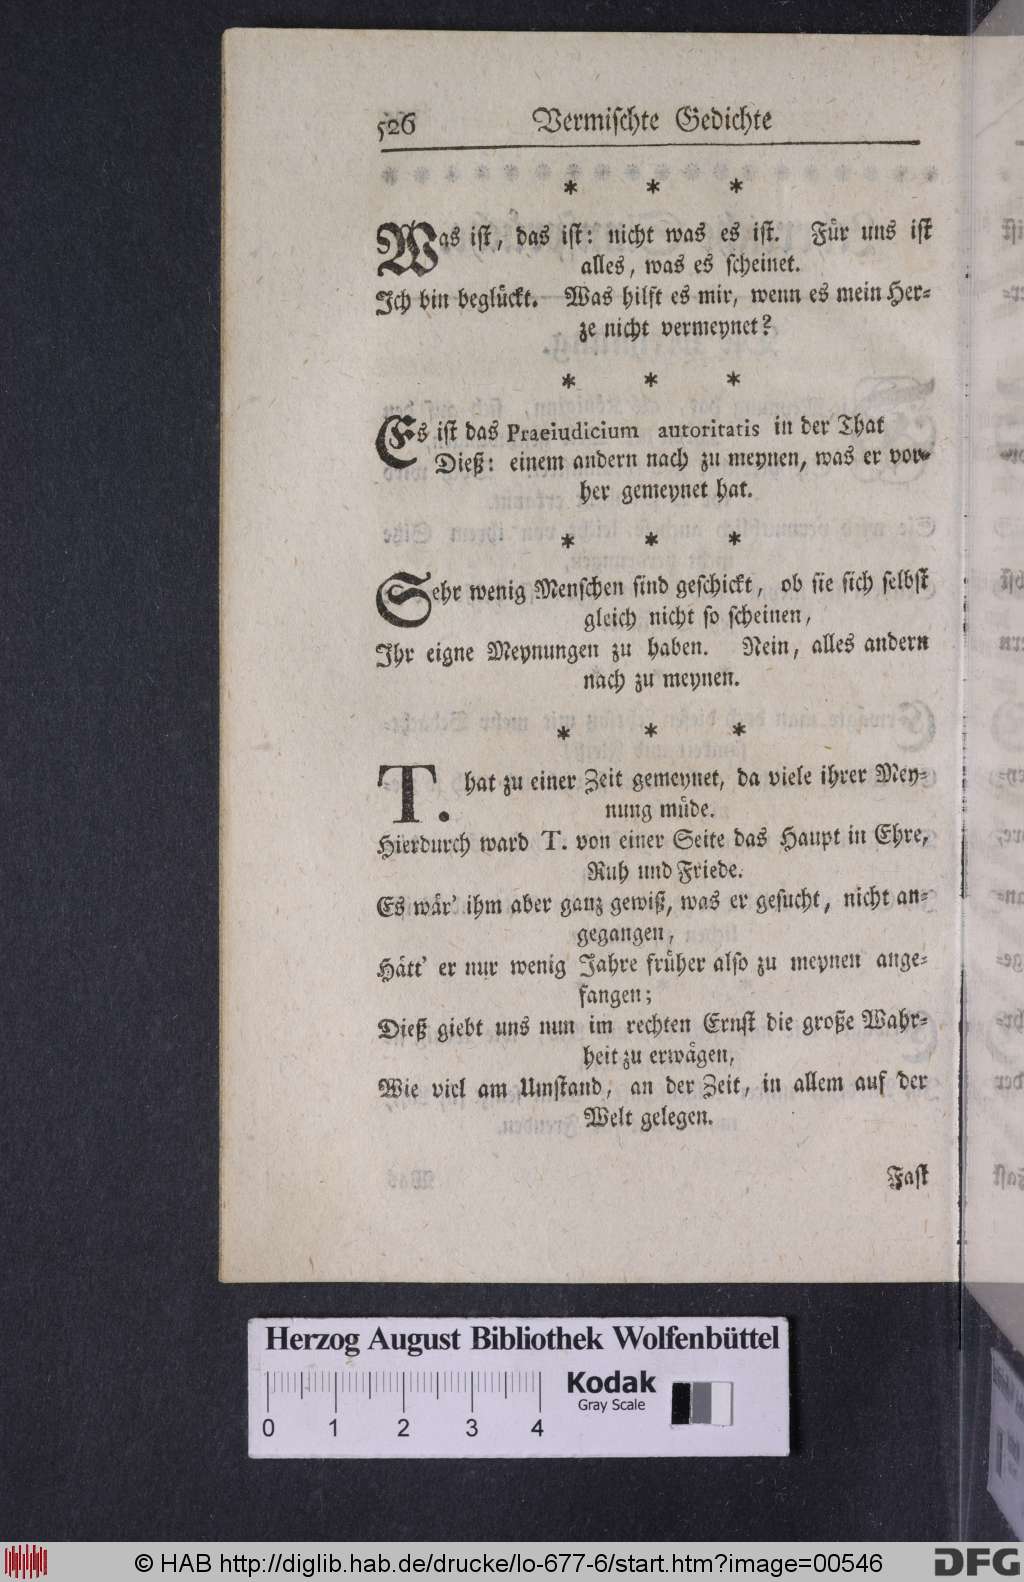 526 Vermischte Gedichte
* * *
Was ist, das ist: nicht was es ist. Für uns ist
alles, was es scheinet.
Ich bin beglückt. Was hilft es mir, wenn es mein Her-
ze nicht vermeynet?
* * *
Es ist das Praeiudicium autoritatis in der That
Dieß: einem andern nach zu meynen, was er vor-
her gemeynet hat.
* * *
Sehr wenig Menschen sind geschickt, ob sie sich selbst
gleich nicht so scheinen,
Ihr eigne Meynungen zu haben. Nein, alles andern
nach zu meynen.
* * *
T. hat zu einer Zeit gemeynet, da viele ihrer Mey-
nung müde.
Hierdurch ward T. von einer Seite das Haupt in Ehre,
Ruh und Friede.
Es wär' ihm aber ganz gewiß, was er gesucht, nicht an-
gegangen,
Hätt' er nur wenig Jahre früher also zu meynen ange-
fangen;
Dieß giebt uns nun im rechten Ernst die große Wahr-
heit zu erwägen,
Wie viel am Umstand, an der Zeit, in allem auf der
Welt gelegen.
Fast
Herzog August Bibliothek Wolfenbüttel
Kodak
Gray Scale
0 1 2 3 4
© HAB http://diglib.hab.de/drucke/lo-677-6/start.htm?image=00546
DFG